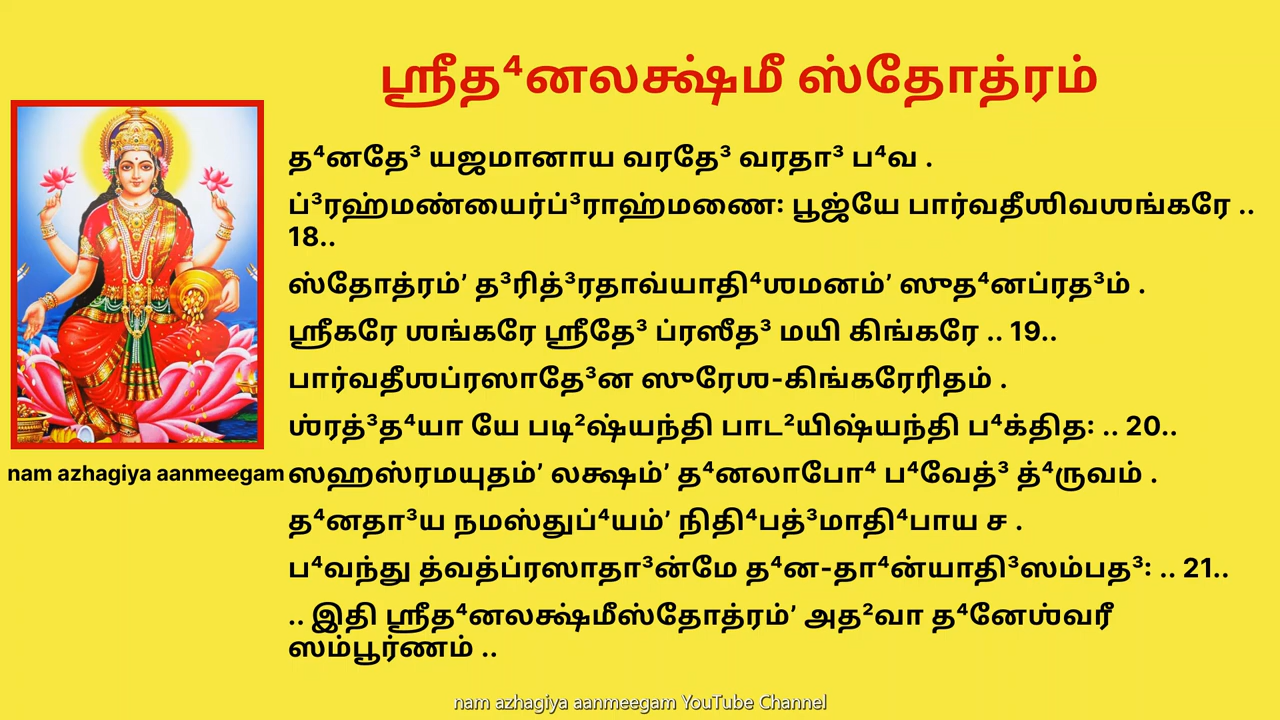 ஸ்ரீத⁴னலக்ஷ்மீ ஸ்தோத்ரம்
த⁴னதே³ யஜமானாய வரதே³ வரதா³ ப⁴வ .
ப்³ரஹ்மண்யைர்ப்³ராஹ்மணை: பூஜ்யே பார்வதீஶிவஶங்கரே ..
18..
ஸ்தோத்ரம்ʼ த³ரித்³ரதாவ்யாதி⁴ஶமனம்ʼ ஸுத⁴னப்ரத³ம் .
ஸ்ரீகரே ஶங்கரே ஸ்ரீதே³ ப்ரஸீத³ மயி கிங்கரே .. 19..
பார்வதீஶப்ரஸாதே³ன ஸுரேஶ-கிங்கரேரிதம் .
ஶ்ரத்³த⁴யா யே படி²ஷ்யந்தி பாட²யிஷ்யந்தி ப⁴க்தித: .. 20..
nam azhagiya aanmeegam
ஸஹஸ்ரமயுதம்ʼ லக்ஷம்ʼ த⁴னலாபோ⁴ ப⁴வேத்³ த்⁴ருவம் .
த⁴னதா³ய நமஸ்துப்⁴யம்ʼ நிதி⁴பத்³மாதி⁴பாய ச .
ப⁴வந்து த்வத்ப்ரஸாதா³ன்மே த⁴ன-தா⁴ன்யாதி³ஸம்பத³: .. 21..
.. இதி ஸ்ரீத⁴னலக்ஷ்மீஸ்தோத்ரம்ʼ அத²வா த⁴னேஶ்வரீ
ஸம்பூர்ணம் ..
nam azhagiya aanmeegam YouTube Channel